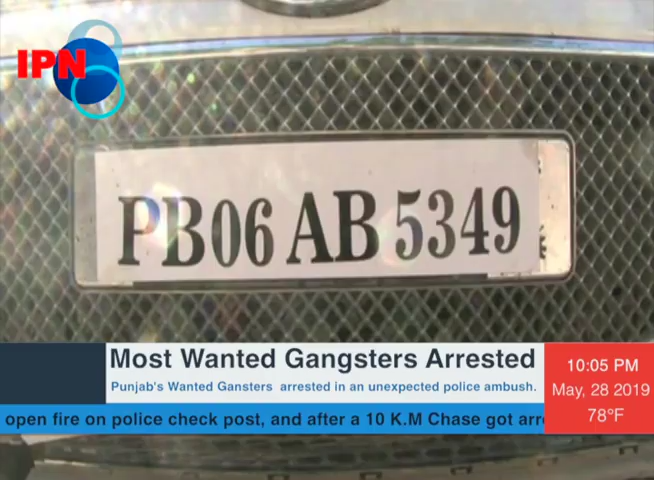 IPN
PB06 AB 5349
Most Wanted Gangsters Arrested
Punjab's Wanted Gansters arrested in an unexpected police ambush.
open fire on police check post, and after a 10 K.M Chase got arr
10:05 PM
May, 28 2019
78°F